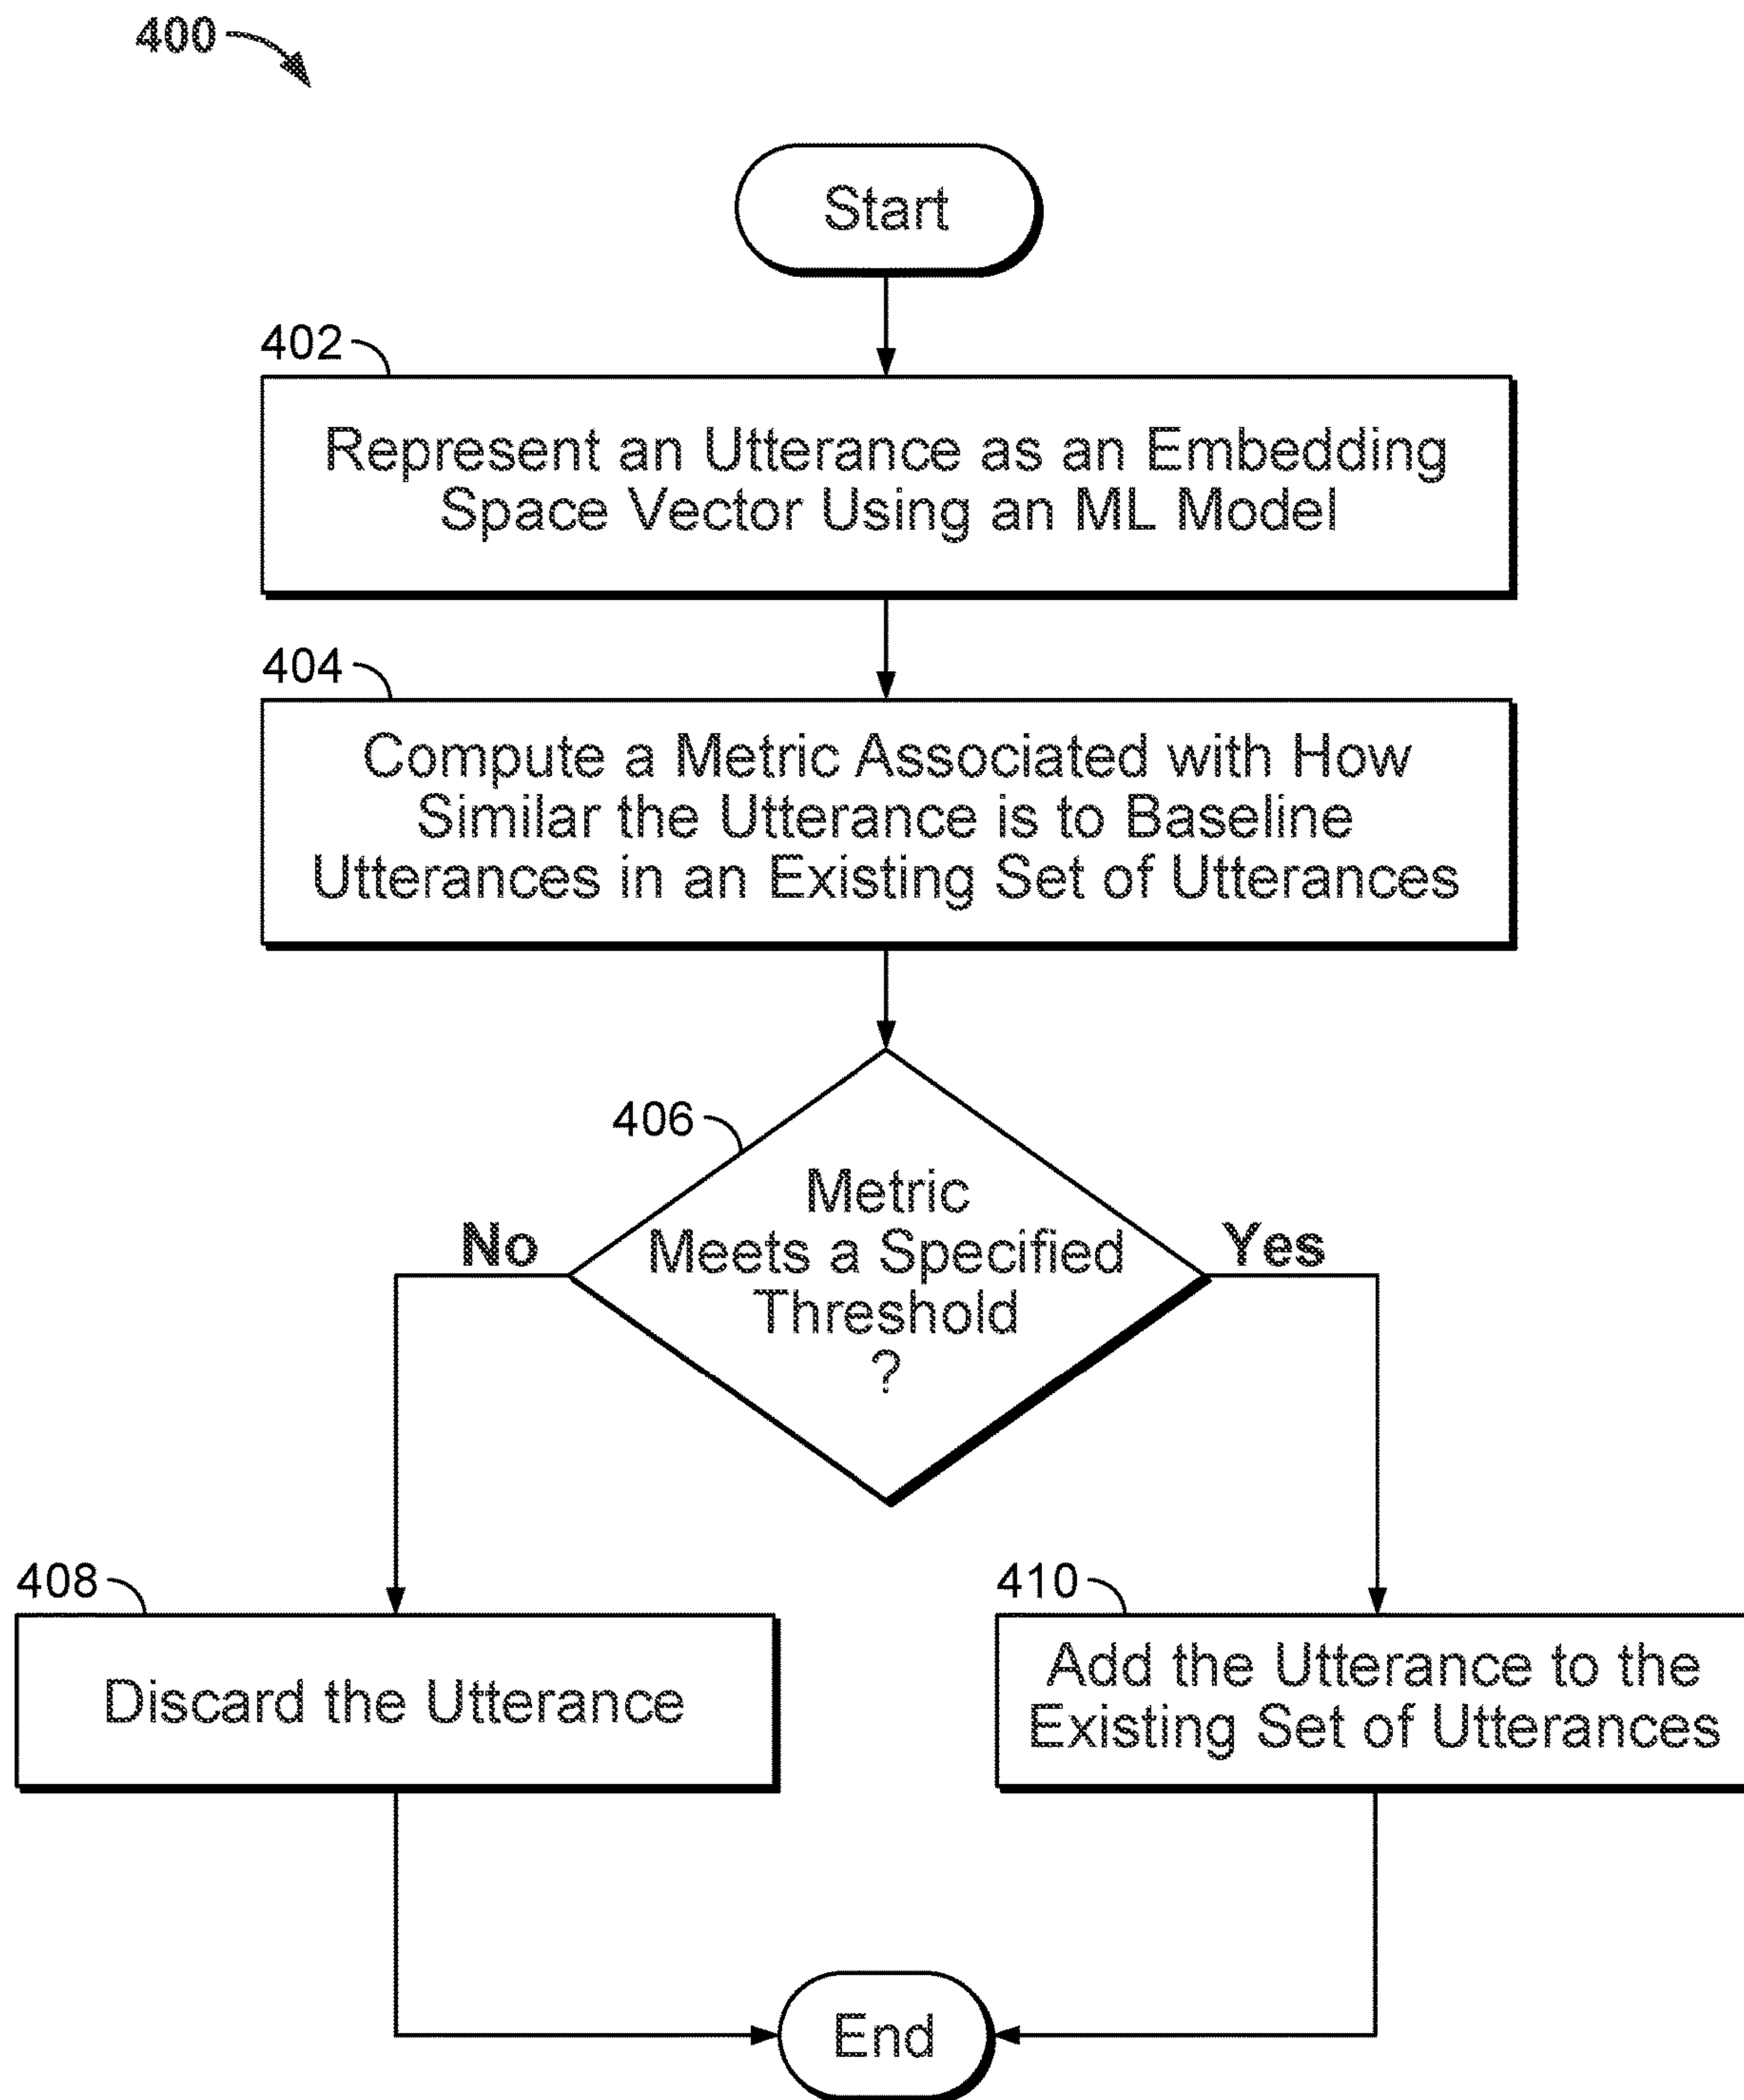 400
Start
402
Represent an Utterance as an Embedding
Space Vector Using an ML Model
404
Compute a Metric Associated with How
Similar the Utterance is to Baseline
Utterances in an Existing Set of Utterances
406
Metric
Meets a Specified
Threshold
?
No
Yes
408
Discard the Utterance
410
Add the Utterance to the
Existing Set of Utterances
End